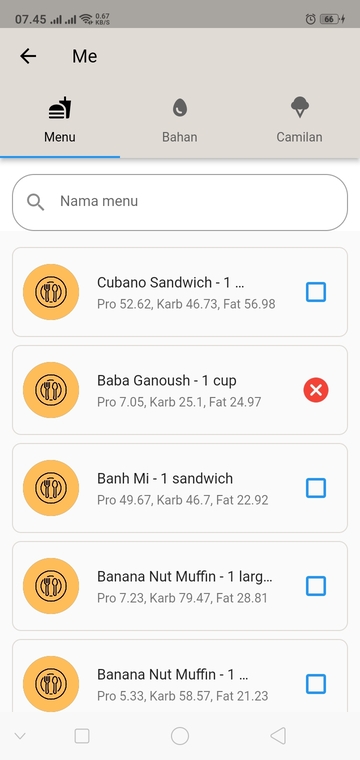 07.45
0.67
KB/S
66
Me
Menu
Bahan
Camilan
Nama menu
Cubano Sandwich - 1 ...
Pro 52.62, Karb 46.73, Fat 56.98
Baba Ganoush - 1 cup
Pro 7.05, Karb 25.1, Fat 24.97
Banh Mi - 1 sandwich
Pro 49.67, Karb 46.7, Fat 22.92
Banana Nut Muffin - 1 larg...
Pro 7.23, Karb 79.47, Fat 28.81
Banana Nut Muffin - 1 ...
Pro 5.33, Karb 58.57, Fat 21.23